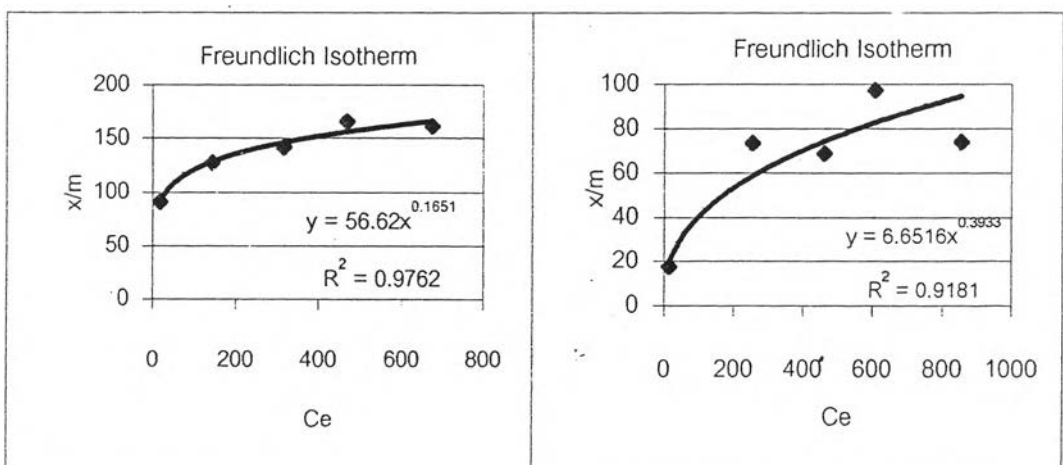 Freundlich Isotherm
200
150
100
50
0
x/m
y = 56.62x^0.1651
R² = 0.9762
0 200 400 600 800
Ce
Freundlich Isotherm
100
80
60
40
20
0
x/m
y = 6.6516x^0.3933
R² = 0.9181
0 200 400 600 800 1000
Ce